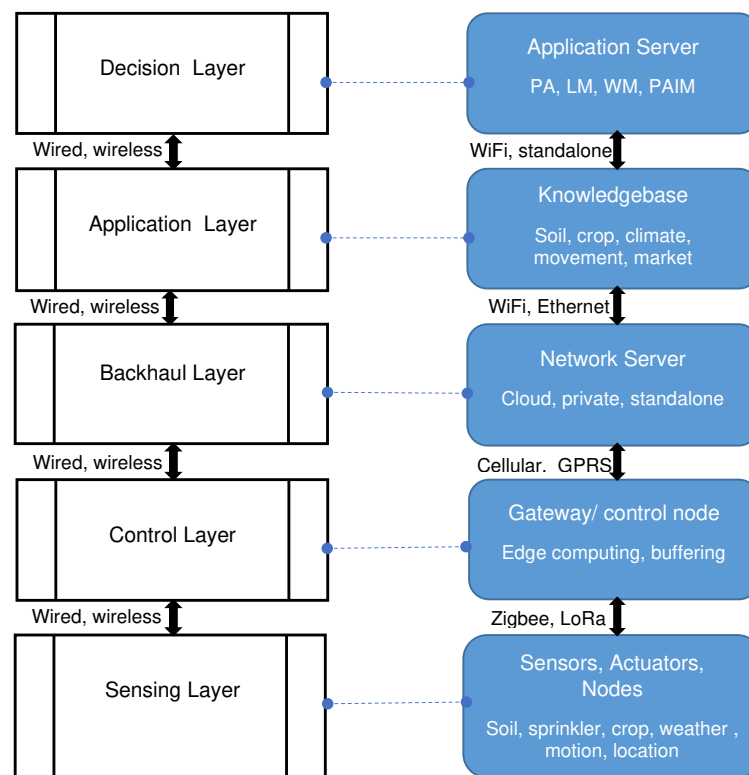 Decision Layer
Application Server
PA, LM, WM, PAIM
Wired, wireless
WiFi, standalone
Application Layer
Knowledgebase
Soil, crop, climate,
movement, market
Wired, wireless
WiFi, Ethernet
Backhaul Layer
Network Server
Cloud, private, standalone
Wired, wireless
Cellular. GPRS
Control Layer
Gateway/ control node
Edge computing, buffering
Wired, wireless
Zigbee, LoRa
Sensing Layer
Sensors, Actuators,
Nodes
Soil, sprinkler, crop, weather ,
motion, location